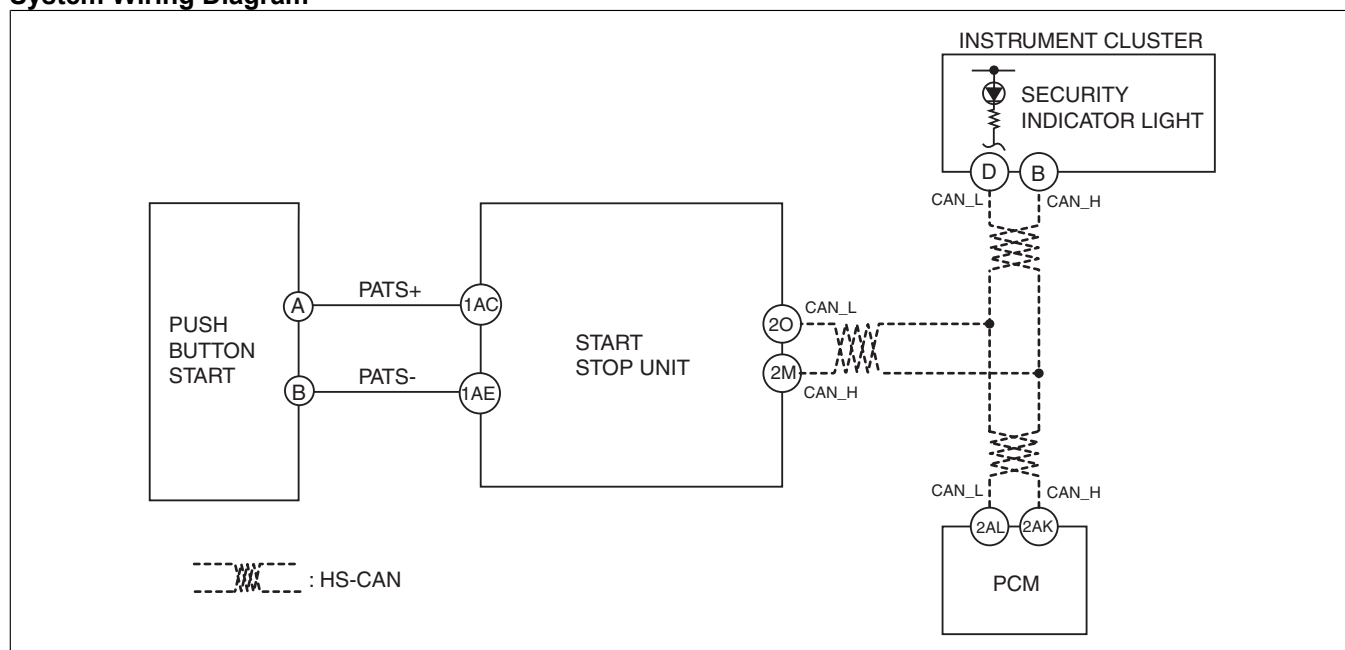 System Wiring Diagram
INSTRUMENT CLUSTER
SECURITY
INDICATOR LIGHT
D
B
CAN_L
CAN_H
PUSH
BUTTON
START
A
PATS+
1AC
B
PATS-
1AE
START
STOP UNIT
2O
CAN_L
2M
CAN_H
CAN_L
CAN_H
2AL
2AK
PCM
: HS-CAN